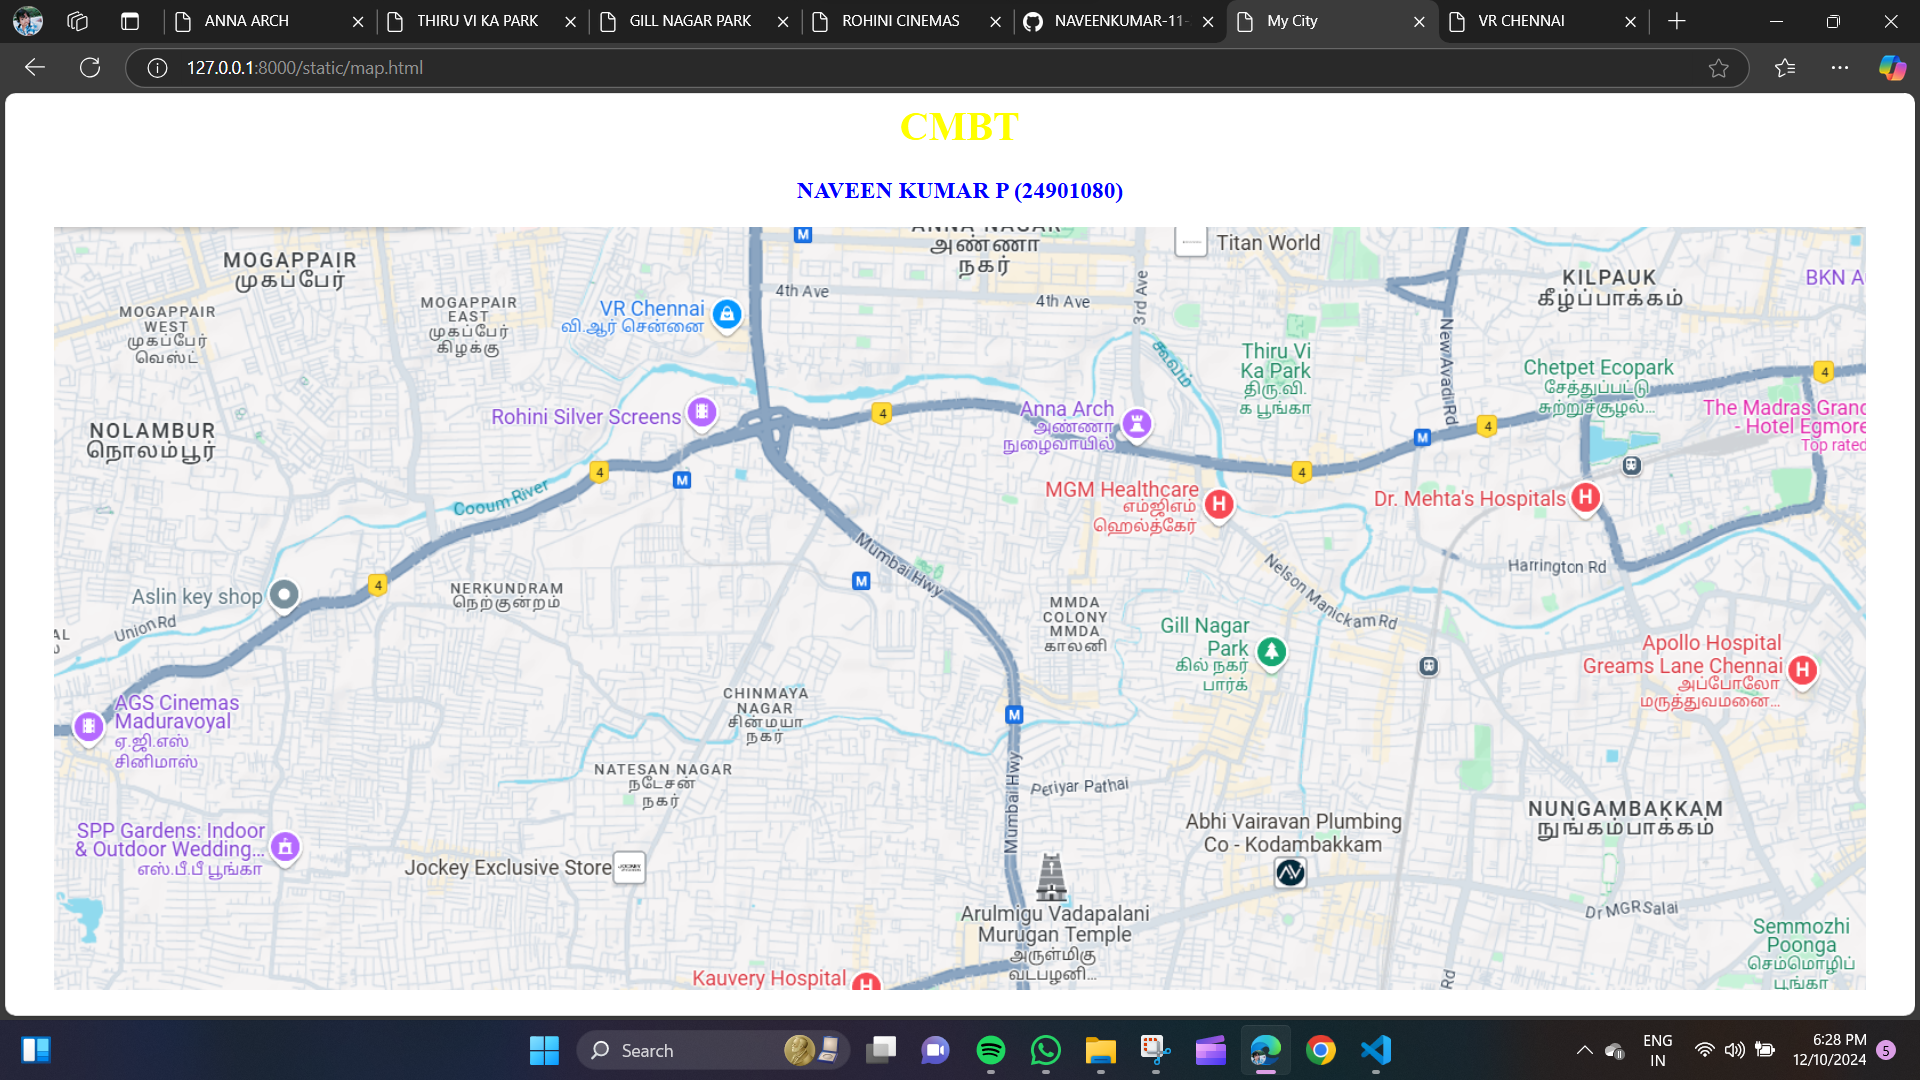 ANNA ARCH
THIRU VI KA PARK
GILL NAGAR PARK
ROHINI CINEMAS
NAVEENKUMAR-11-
My City
VR CHENNAI
127.0.0.1:8000/static/map.html
CMBT
NAVEEN KUMAR P (24901080)
ANNA NAGAR
அண்ணா
நகர்
M
Titan World
MOGAPPAIR
முகப்பேர்
KILPAUK
கீழ்ப்பாக்கம்
BKN A
4th Ave
4th Ave
3rd Ave
MOGAPPAIR
WEST
முகப்பேர்
வெஸ்ட்
MOGAPPAIR
EAST
முகப்பேர்
கிழக்கு
VR Chennai
வி.ஆர் சென்னை
கூவம்
Thiru Vi
Ka Park
திரு.வி.
க பூங்கா
New Avadi Rd
Chetpet Ecopark
சேத்துப்பட்டு
சுற்றுச்சூழல்...
4
Rohini Silver Screens
4
Anna Arch
அண்ணா
நுழைவாயில்
M
4
The Madras Grand
- Hotel Egmore
Top rated
NOLAMBUR
நொலம்பூர்
4
M
4
Cooum River
MGM Healthcare
எம்ஜிஎம்
ஹெல்த்கேர்
H
Dr. Mehta's Hospitals
H
Mumbai Hwy
Harrington Rd
Nelson Manickam Rd
Aslin key shop
4
NERKUNDRAM
நெற்குன்றம்
M
MMDA
COLONY
MMDA
காலனி
Union Rd
AL
Gill Nagar
Park
கில் நகர்
பார்க்
Apollo Hospital
Greams Lane Chennai
அப்போலோ
மருத்துவமனை...
H
AGS Cinemas
Maduravoyal
ஏ.ஜி.எஸ்
சினிமாஸ்
CHINMAYA
NAGAR
சின்மயா
நகர்
M
NATESAN NAGAR
நடேசன்
நகர்
Mumbai Hwy
Periyar Pathai
NUNGAMBAKKAM
நுங்கம்பாக்கம்
SPP Gardens: Indoor
& Outdoor Wedding...
எஸ்.பீ.பீ பூங்கா
Jockey Exclusive Store
JOCKEY
Abhi Vairavan Plumbing
Co - Kodambakkam
AV
Arulmigu Vadapalani
Murugan Temple
அருள்மிகு
வடபழனி...
Dr MGR Salai
Semmozhi
Poonga
செம்மொழிப்
பூங்கா
Kauvery Hospital
H
Rd
Search
ENG
IN
6:28 PM
12/10/2024
5